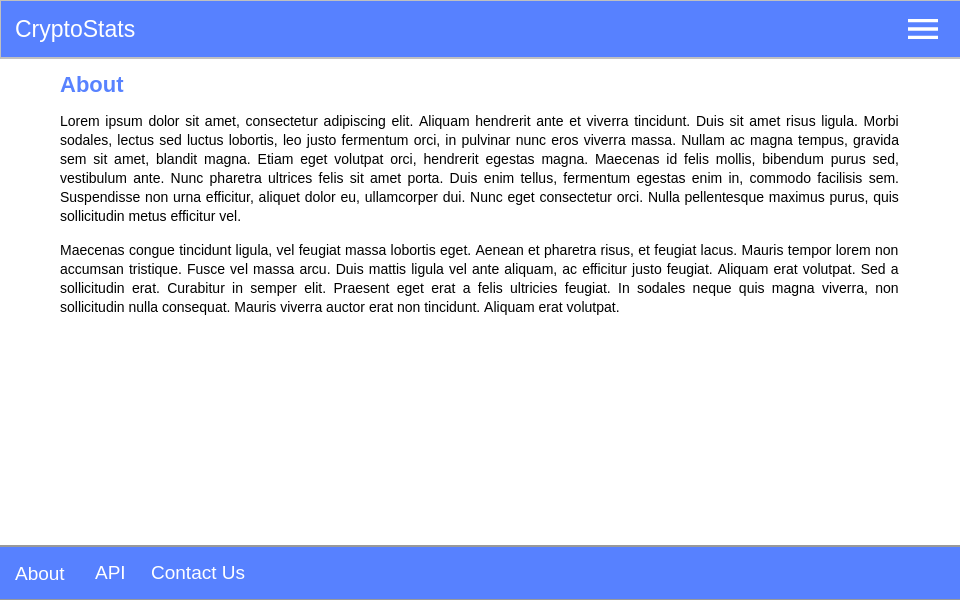 CryptoStats
About
Lorem ipsum dolor sit amet, consectetur adipiscing elit. Aliquam hendrerit ante et viverra tincidunt. Duis sit amet risus ligula. Morbi
sodales, lectus sed luctus lobortis, leo justo fermentum orci, in pulvinar nunc eros viverra massa. Nullam ac magna tempus, gravida
sem sit amet, blandit magna. Etiam eget volutpat orci, hendrerit egestas magna. Maecenas id felis mollis, bibendum purus sed,
vestibulum ante. Nunc pharetra ultrices felis sit amet porta. Duis enim tellus, fermentum egestas enim in, commodo facilisis sem.
Suspendisse non urna efficitur, aliquet dolor eu, ullamcorper dui. Nunc eget consectetur orci. Nulla pellentesque maximus purus, quis
sollicitudin metus efficitur vel.
Maecenas congue tincidunt ligula, vel feugiat massa lobortis eget. Aenean et pharetra risus, et feugiat lacus. Mauris tempor lorem non
accumsan tristique. Fusce vel massa arcu. Duis mattis ligula vel ante aliquam, ac efficitur justo feugiat. Aliquam erat volutpat. Sed a
sollicitudin erat. Curabitur in semper elit. Praesent eget erat a felis ultricies feugiat. In sodales neque quis magna viverra, non
sollicitudin nulla consequat. Mauris viverra auctor erat non tincidunt. Aliquam erat volutpat.
About API Contact Us